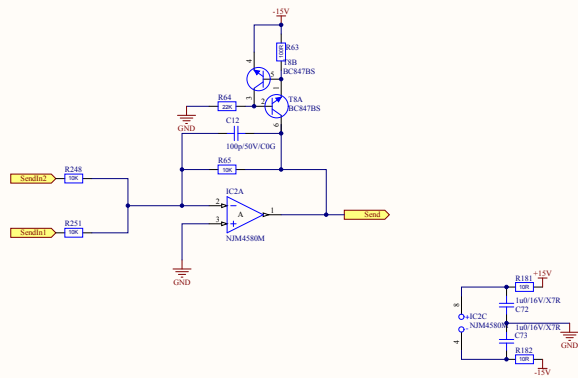 -15V
R63
100R
4
T8B
5
BC847BS
3
1
R64
22K
2
T8A
BC847BS
GND
6
C12
100p/50V/C0G
R248
SendIn2
10K
R65
10K
IC2A
2
A
1
Send
3
NJM4580M
R251
SendIn1
10K
GND
R181
+15V
10R
8
1u0/16V/X7R
C72
+IC2C
NJM4580M
1u0/16V/X7R
C73
GND
4
R182
10R
-15V